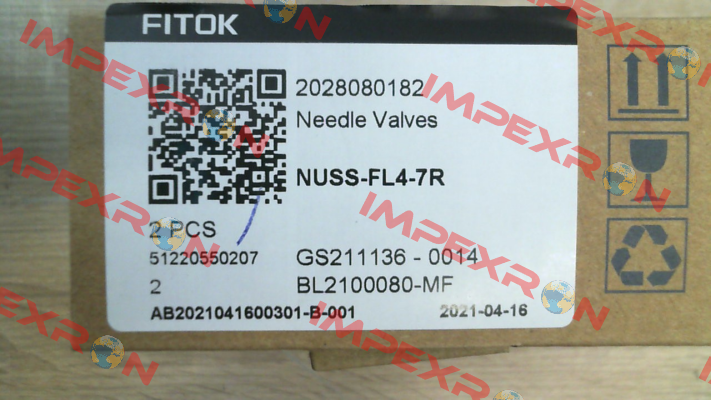 FITOK
2028080182
Needle Valves
NUSS-FL4-7R
2 PCS
51220550207
GS211136 - 0014
2
BL2100080-MF
AB2021041600301-B-001
2021-04-16
IMPEXRON
IMPEXRON
IMPEXRON
IMPEXRON
IMPEXRON